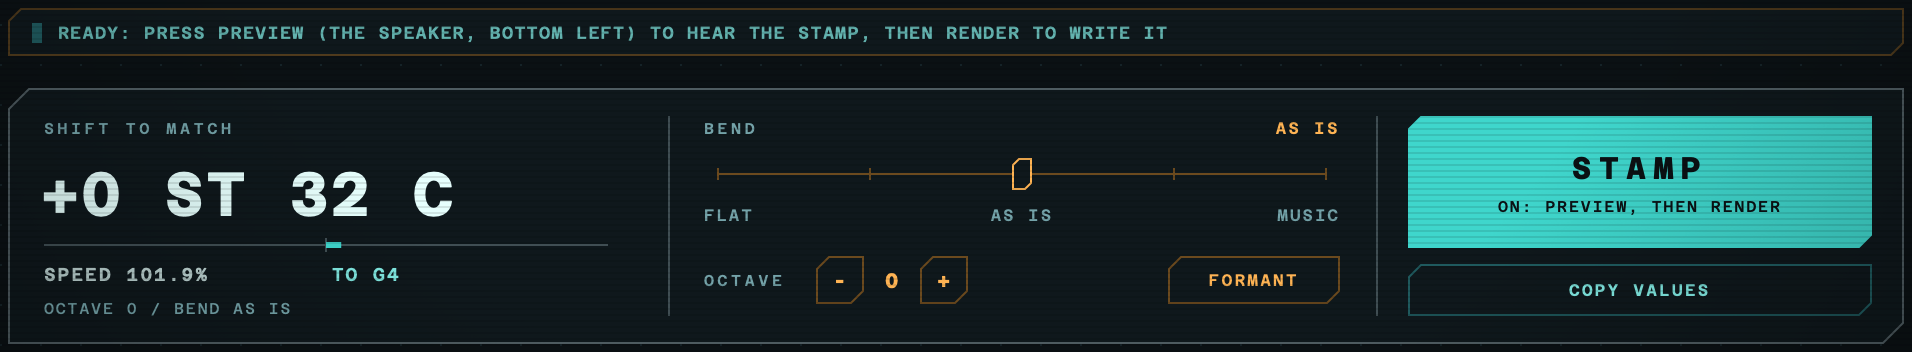 READY: PRESS PREVIEW (THE SPEAKER, BOTTOM LEFT) TO HEAR THE STAMP, THEN RENDER TO WRITE IT
SHIFT TO MATCH
+0 ST 32 C
SPEED 101.9%
TO G4
OCTAVE 0 / BEND AS IS
BEND
AS IS
FLAT
AS IS
MUSIC
OCTAVE
-
0
+
FORMANT
STAMP
ON: PREVIEW, THEN RENDER
COPY VALUES